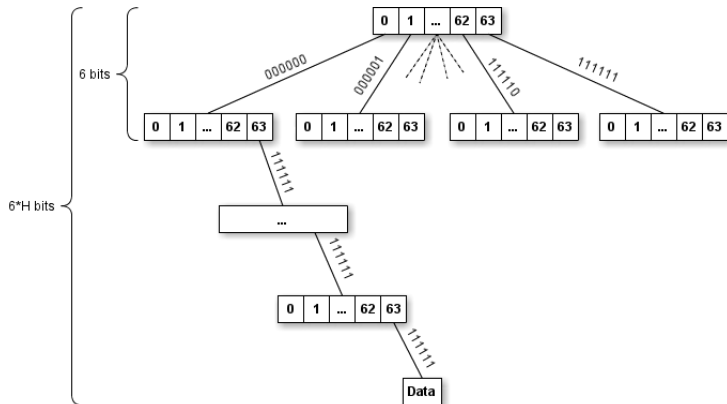 0 1 ... 62 63
000000
000001
111110
111111
6 bits
0 1 ... 62 63
0 1 ... 62 63
0 1 ... 62 63
0 1 ... 62 63
111111
6*H bits
...
111111
0 1 ... 62 63
111111
Data